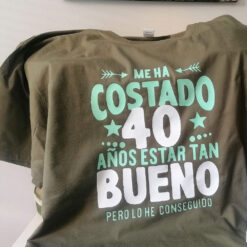 ME HA
COSTADO
40
AÑOS ESTAR TAN
BUENO
PERO LO HE CONSEGUIDO